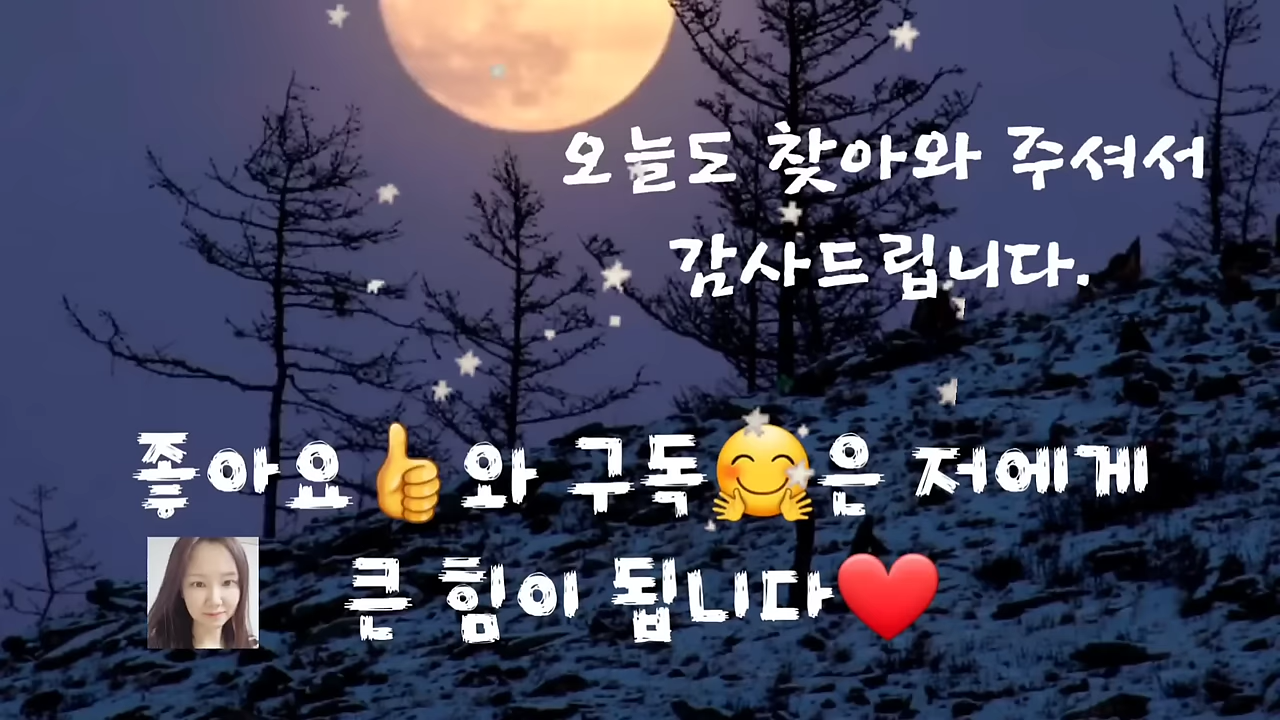 오늘도 찾아와 주셔서
감사드립니다.
좋아요👍와 구독🤗은 저에게
큰 힘이 됩니다❤️